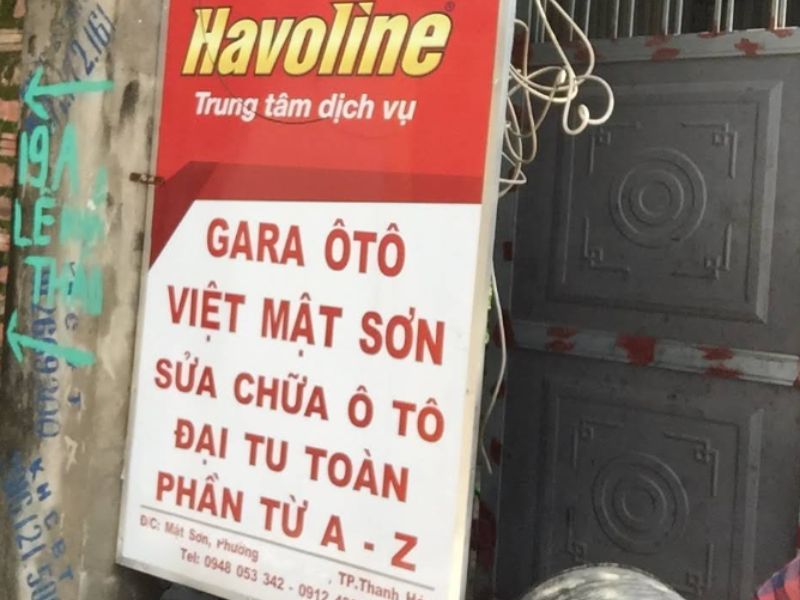 Havoline
Trung tâm dịch vụ
GARA ÔTÔ
VIỆT MẬT SƠN
SỬA CHỮA Ô TÔ
ĐẠI TU TOÀN
PHẦN TỪ A - Z
Đ/C: Mật Sơn, Phường , TP.Thanh
Tel: 0948 053 342 - 0912
19A
LÊ
KHCBT